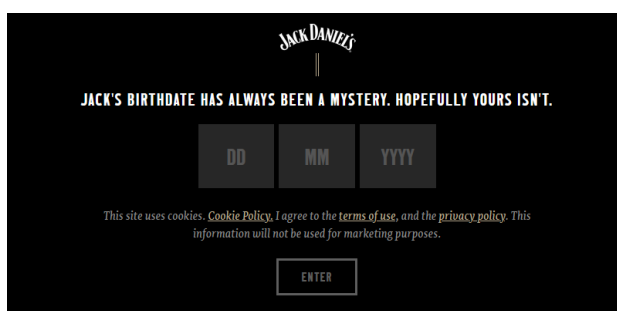 JACK DANIEL'S
JACK'S BIRTHDATE HAS ALWAYS BEEN A MYSTERY. HOPEFULLY YOURS ISN'T.
DD MM YYYY
This site uses cookies. Cookie Policy. I agree to the terms of use, and the privacy policy. This
information will not be used for marketing purposes.
ENTER